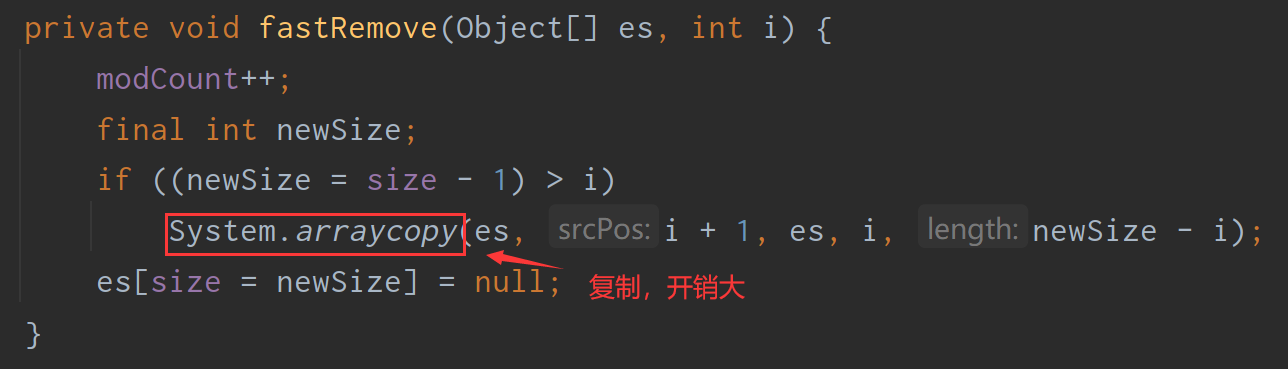 private void fastRemove(Object[] es, int i) {
modCount++;
final int newSize;
if ((newSize = size - 1) > i)
System.arraycopy(es, srcPos: i + 1, es, i, length: newSize - i);
es[size = newSize] = null; 复制，开销大
}